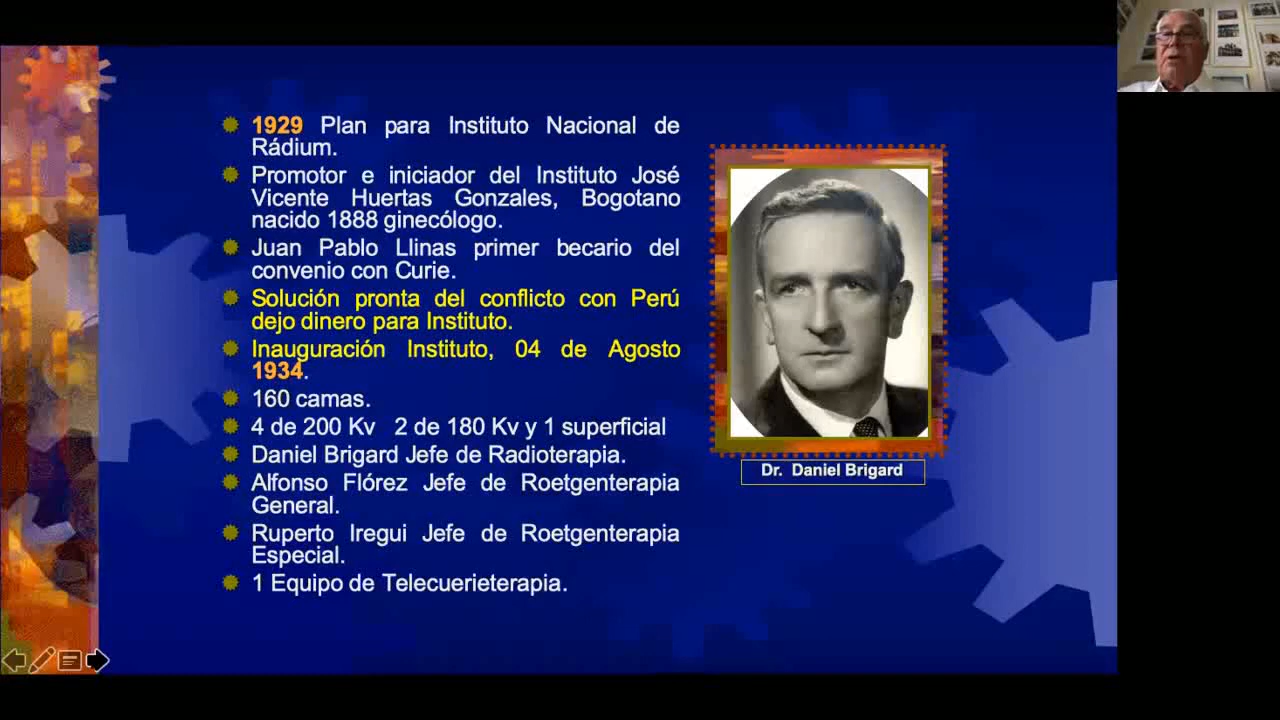 1929 Plan para Instituto Nacional de
Rádium.
Promotor e iniciador del Instituto José
Vicente Huertas Gonzales, Bogotano
nacido 1888 ginecólogo.
Juan Pablo Llinas primer becario del
convenio con Curie.
Solución pronta del conflicto con Perú
dejo dinero para Instituto.
Inauguración Instituto, 04 de Agosto
1934.
160 camas.
4 de 200 Kv 2 de 180 Kv y 1 superficial
Daniel Brigard Jefe de Radioterapia.
Alfonso Flórez Jefe de Roetgenterapia
General.
Ruperto Iregui Jefe de Roetgenterapia
Especial.
1 Equipo de Telecuerieterapia.
Dr. Daniel Brigard